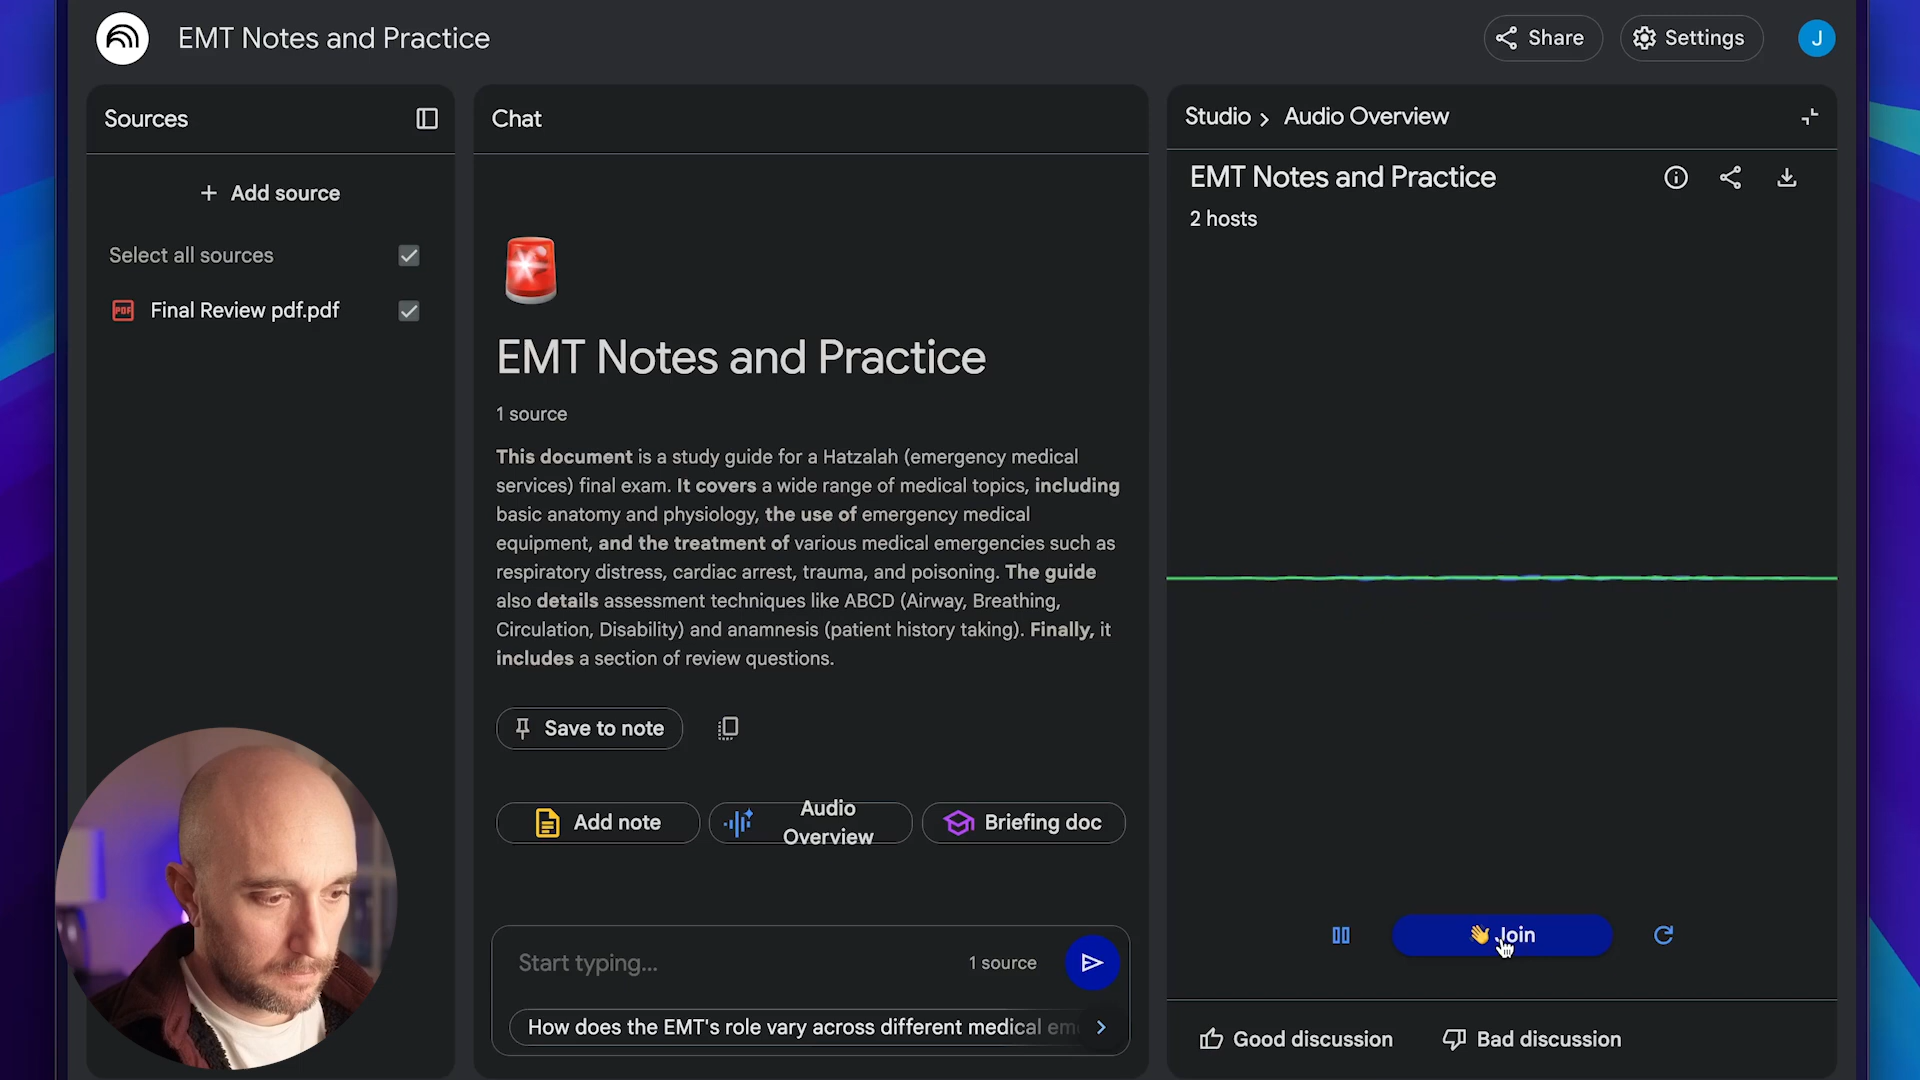 EMT Notes and Practice
Share
Settings
J
Sources
Add source
Select all sources
PDF
Final Review pdf.pdf
Chat
EMT Notes and Practice
1 source
This document is a study guide for a Hatzalah (emergency medical
services) final exam. It covers a wide range of medical topics, including
basic anatomy and physiology, the use of emergency medical
equipment, and the treatment of various medical emergencies such as
respiratory distress, cardiac arrest, trauma, and poisoning. The guide
also details assessment techniques like ABCD (Airway, Breathing,
Circulation, Disability) and anamnesis (patient history taking). Finally, it
includes a section of review questions.
Save to note
Add note
Audio
Overview
Briefing doc
Start typing...
1 source
How does the EMT's role vary across different medical em
Studio > Audio Overview
EMT Notes and Practice
2 hosts
👋 Join
Good discussion
Bad discussion